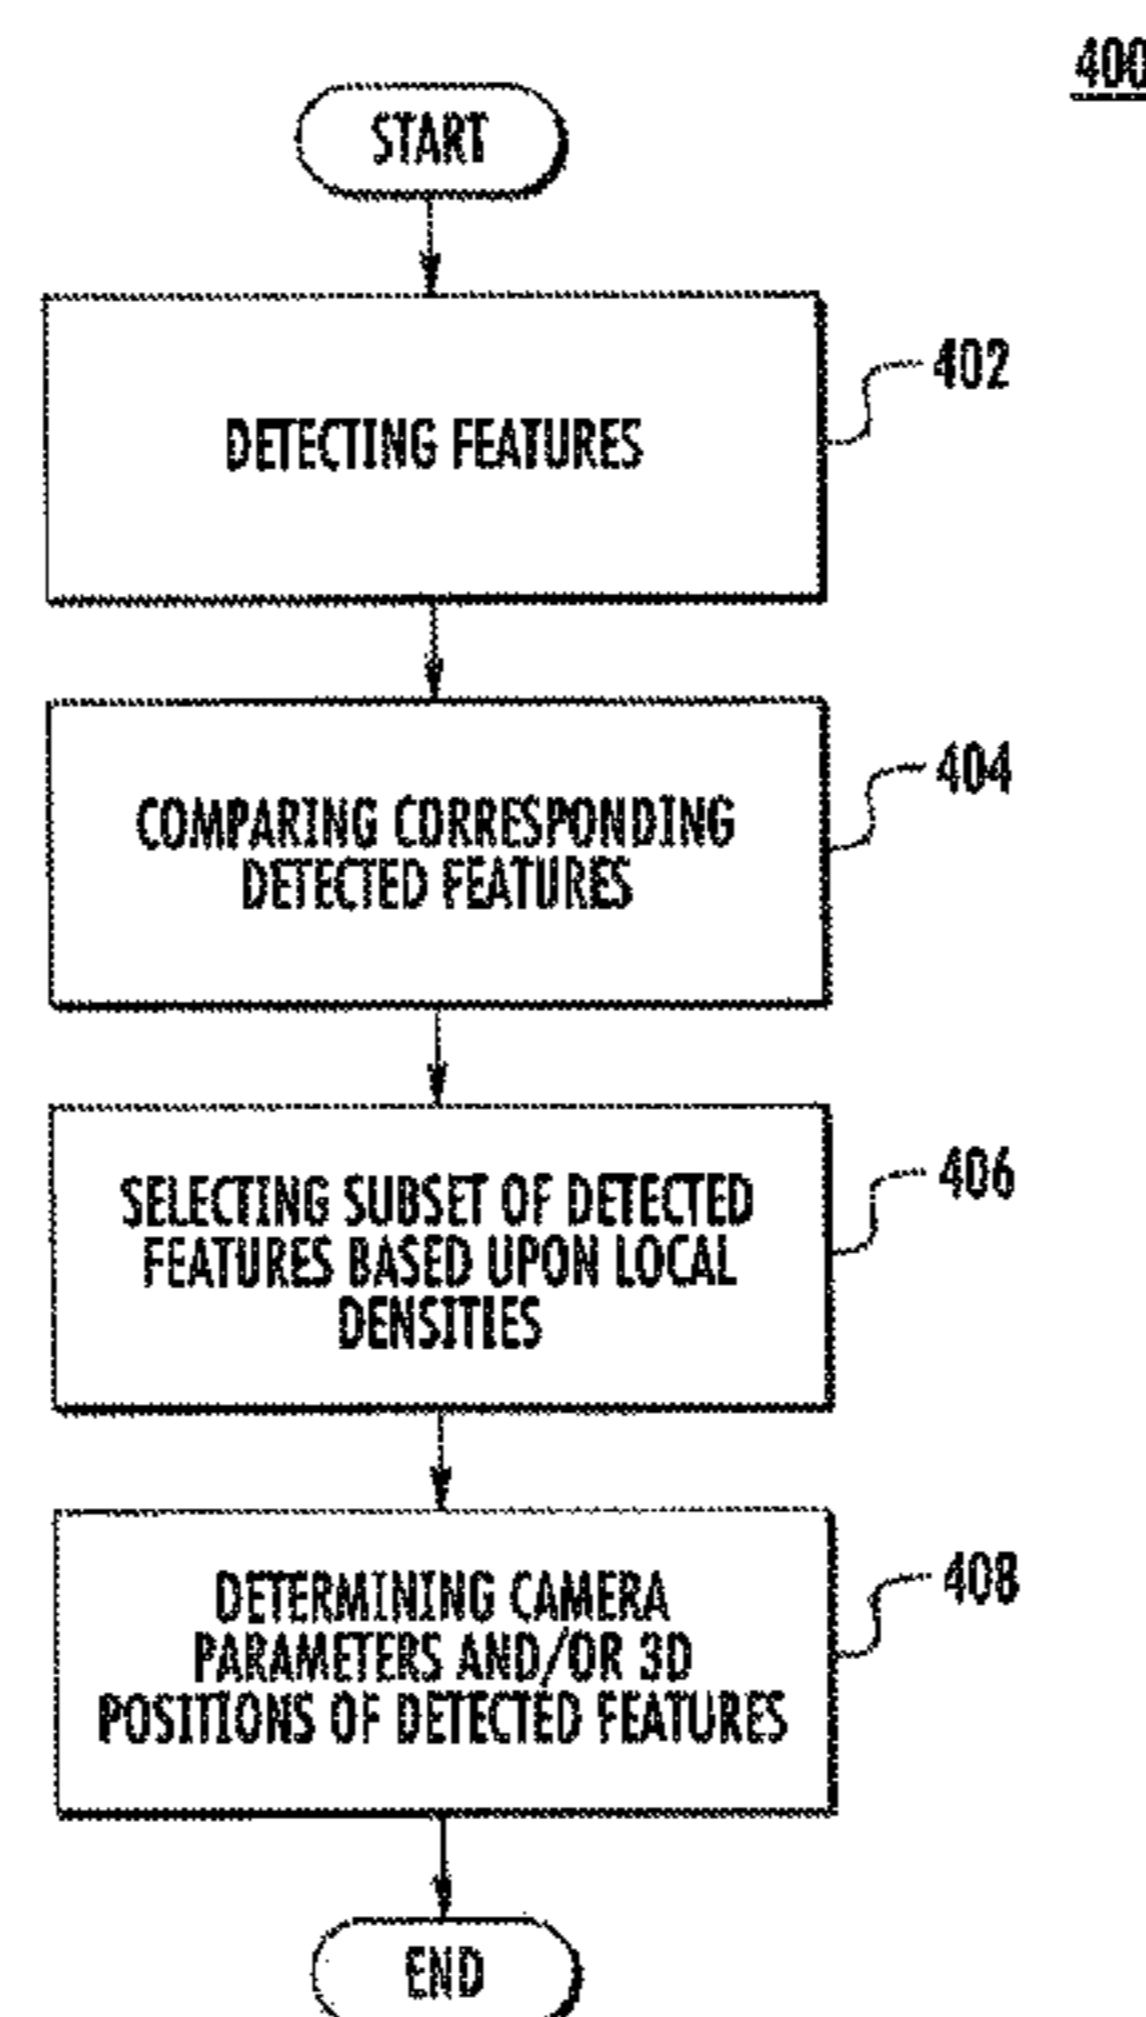 400
START
DETECTING FEATURES
402
COMPARING CORRESPONDING
DETECTED FEATURES
404
SELECTING SUBSET OF DETECTED
FEATURES BASED UPON LOCAL
DENSITIES
406
DETERMINING CAMERA
PARAMETERS AND/OR 3D
POSITIONS OF DETECTED FEATURES
408
END